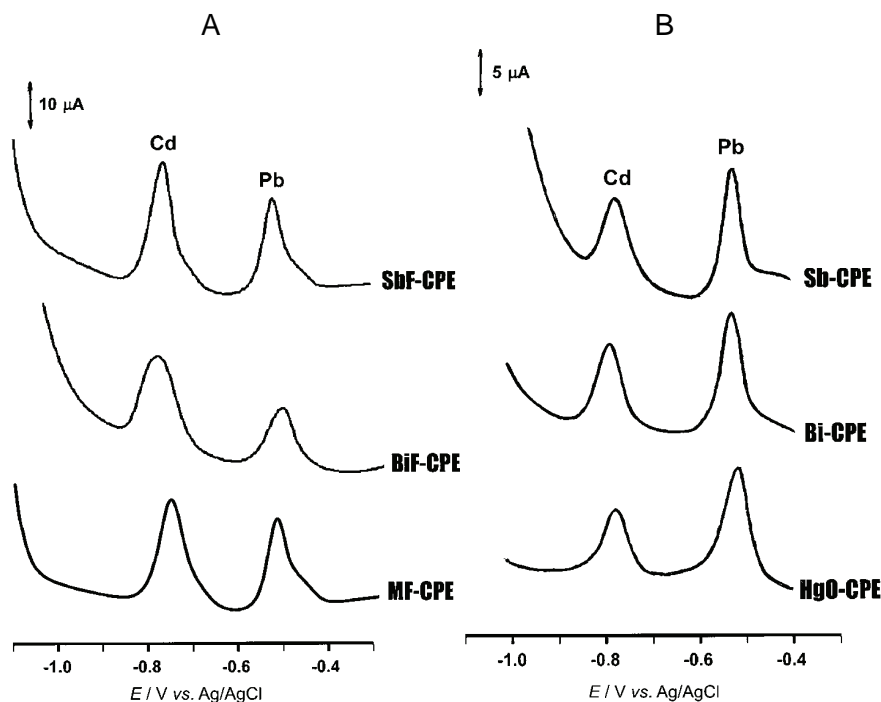 A
10 µA
Cd
Pb
SbF-CPE
BiF-CPE
MF-CPE
-1.0 -0.8 -0.6 -0.4
E / V vs. Ag/AgCl
B
5 µA
Cd
Pb
Sb-CPE
Bi-CPE
HgO-CPE
-1.0 -0.8 -0.6 -0.4
E / V vs. Ag/AgCl